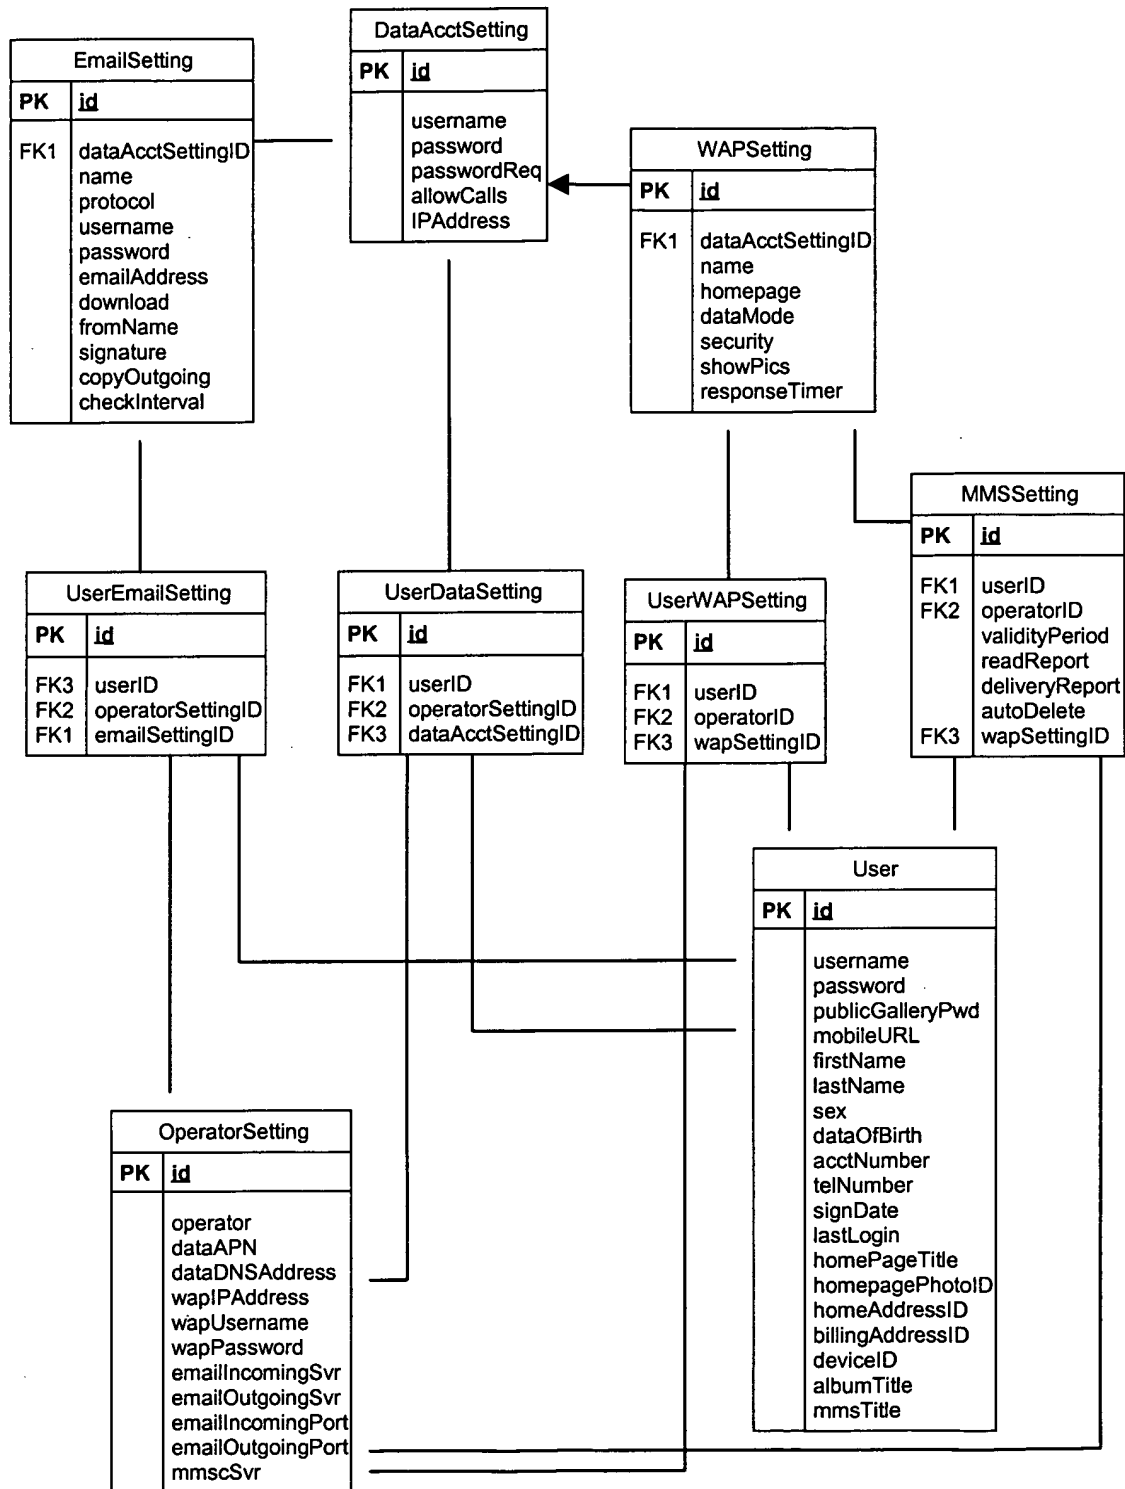 DataAcctSetting
PK id
username
password
passwordReq
allowCalls
IPAddress
EmailSetting
PK id
FK1 dataAcctSettingID
name
protocol
username
password
emailAddress
download
fromName
signature
copyOutgoing
checkInterval
WAPSetting
PK id
FK1 dataAcctSettingID
name
homepage
dataMode
security
showPics
responseTimer
MMSSetting
PK id
FK1 userID
FK2 operatorID
validityPeriod
readReport
deliveryReport
autoDelete
FK3 wapSettingID
UserEmailSetting
PK id
FK3 userID
FK2 operatorSettingID
FK1 emailSettingID
UserDataSetting
PK id
FK1 userID
FK2 operatorSettingID
FK3 dataAcctSettingID
UserWAPSetting
PK id
FK1 userID
FK2 operatorID
FK3 wapSettingID
User
PK id
username
password
publicGalleryPwd
mobileURL
firstName
lastName
sex
dataOfBirth
acctNumber
telNumber
signDate
lastLogin
homePageTitle
homepagePhotoID
homeAddressID
billingAddressID
deviceID
albumTitle
mmsTitle
OperatorSetting
PK id
operator
dataAPN
dataDNSAddress
wapIPAddress
wapUsername
wapPassword
emailIncomingSvr
emailOutgoingSvr
emailIncomingPort
emailOutgoingPort
mmscSvr